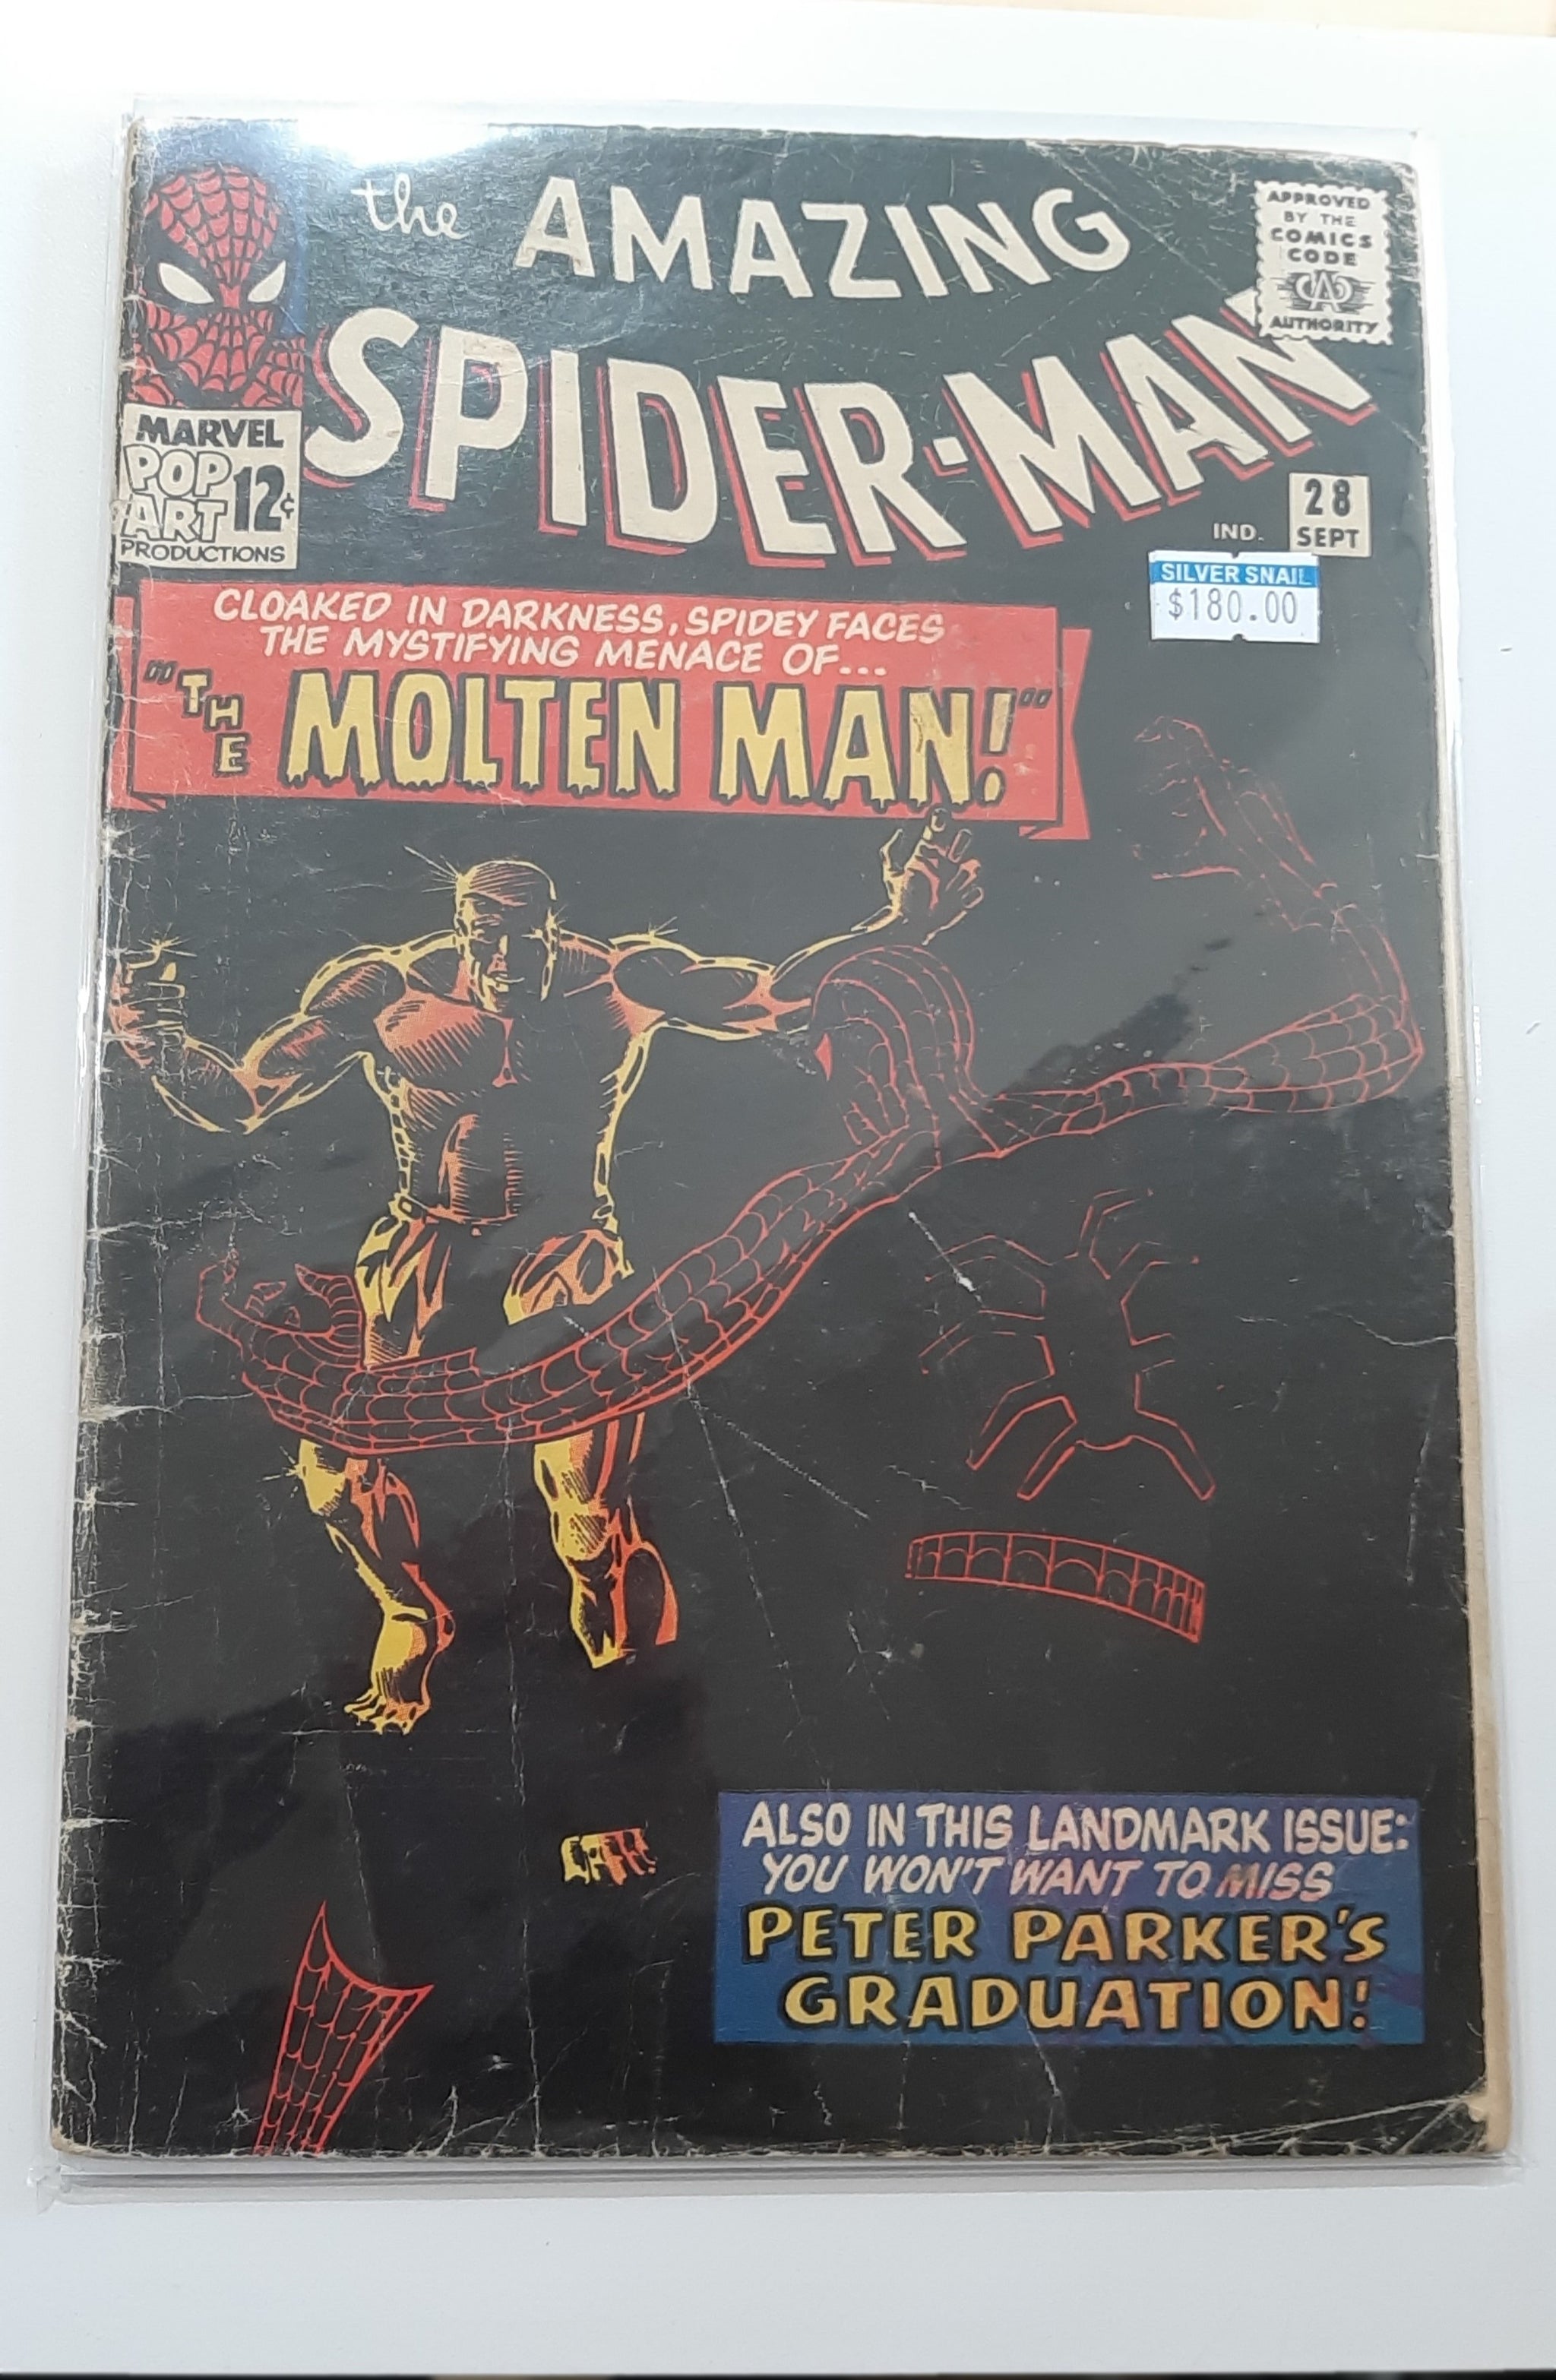 the AMAZING
SPIDER-MAN
APPROVED
BY THE
COMICS
CODE
CA
AUTHORITY
MARVEL
POP
ART 12¢
PRODUCTIONS
IND.
28
SEPT
SILVER SNAIL
$180.00
CLOAKED IN DARKNESS, SPIDEY FACES
THE MYSTIFYING MENACE OF...
"THE MOLTEN MAN!"
ALSO IN THIS LANDMARK ISSUE:
YOU WON'T WANT TO MISS
PETER PARKER'S
GRADUATION!